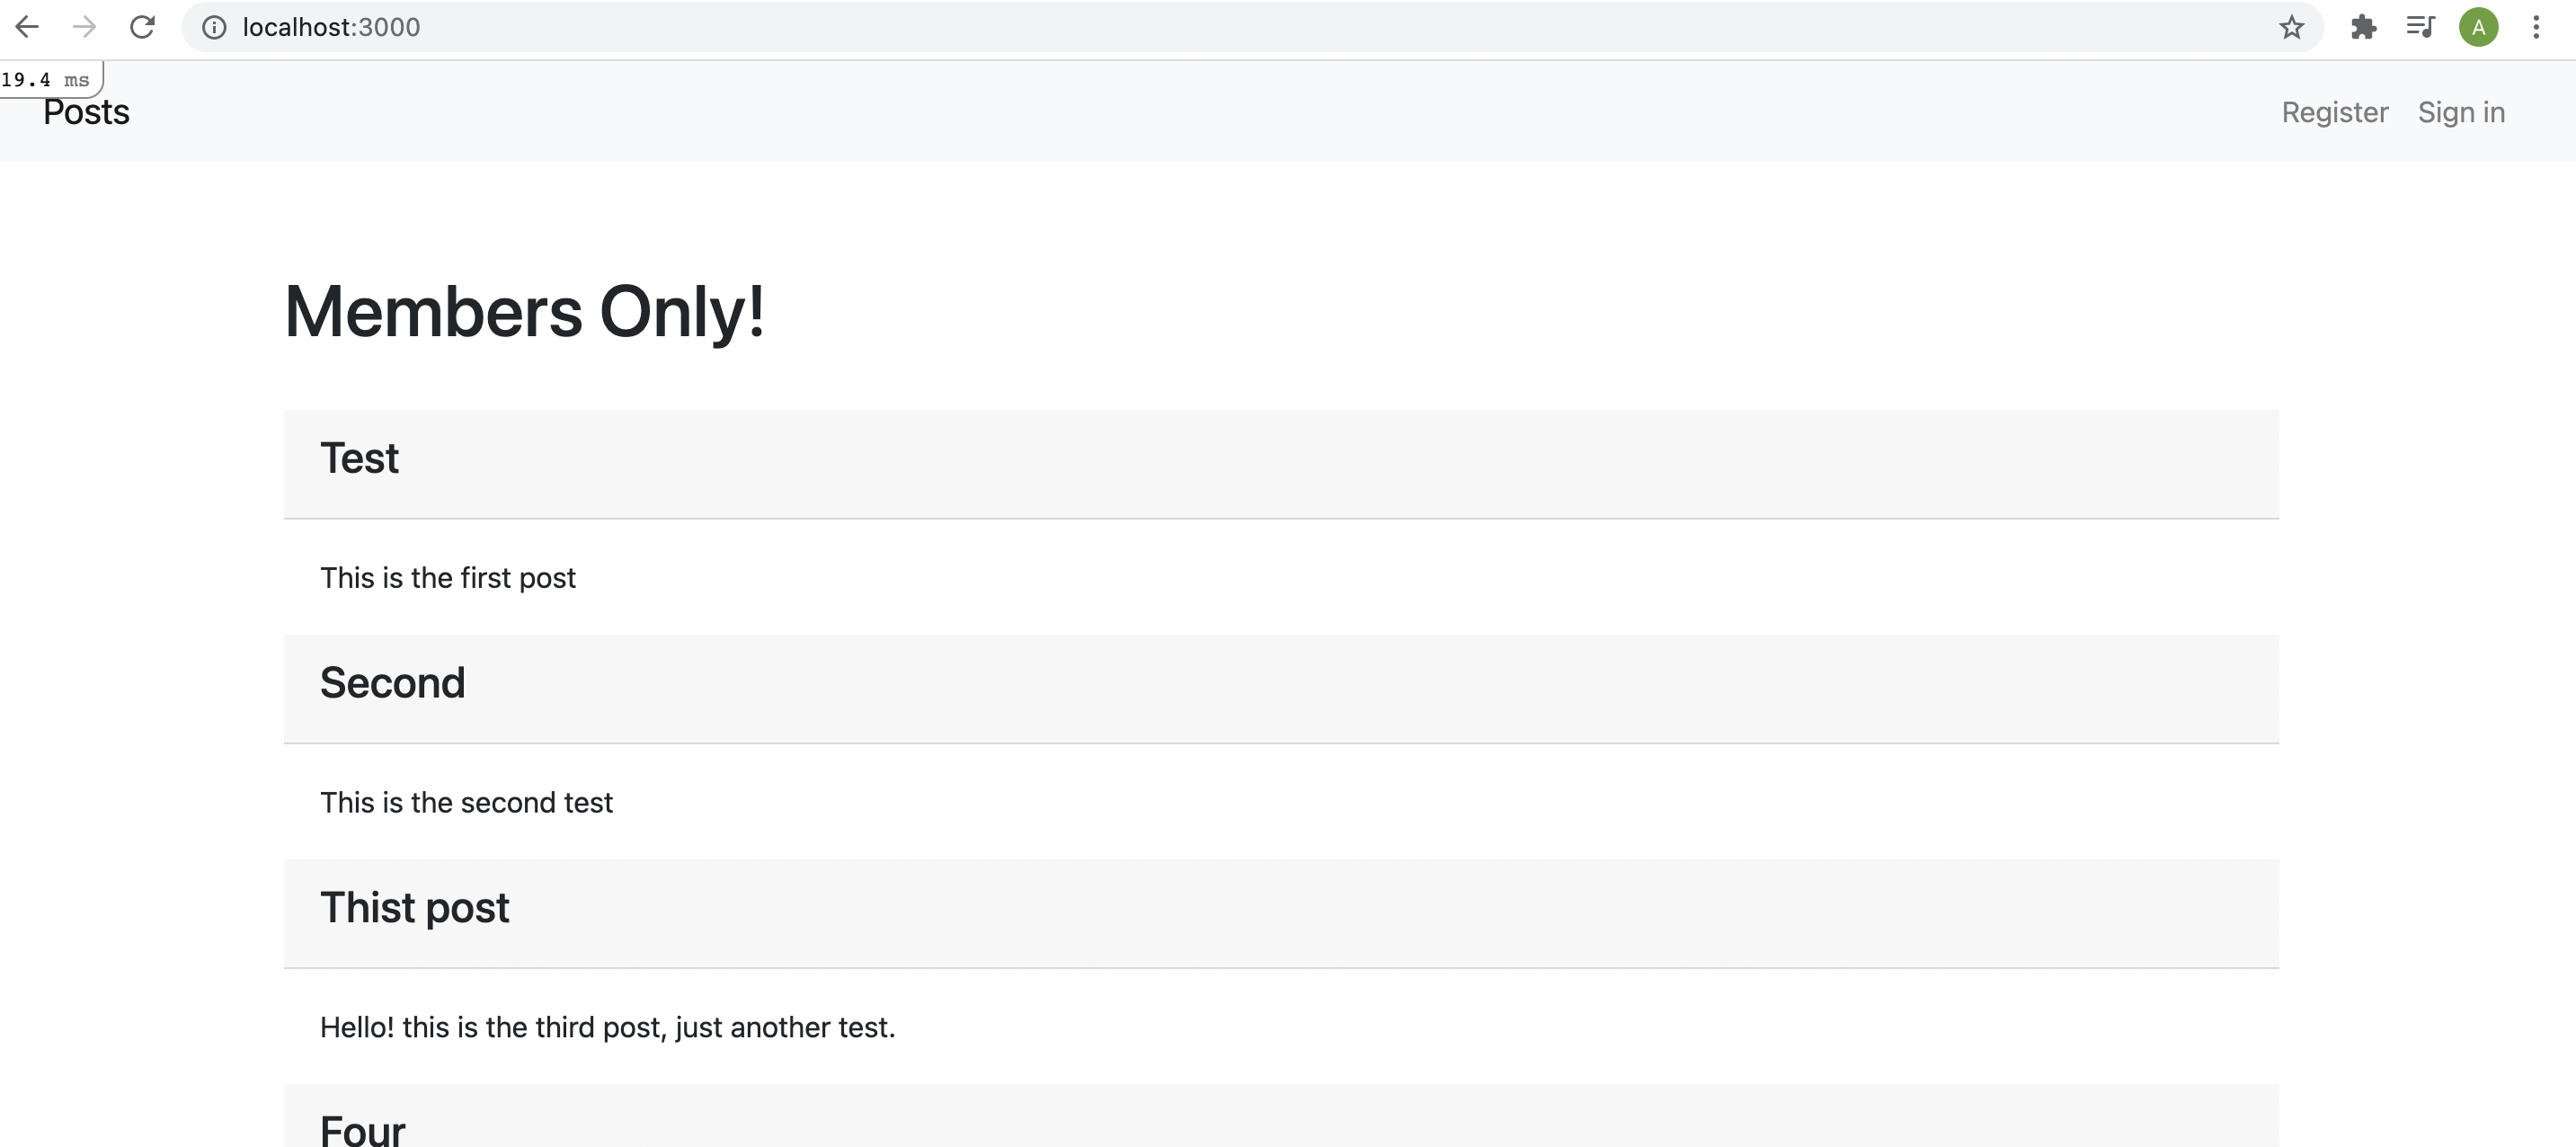 localhost:3000
A
19.4 ms
Posts
Register Sign in
Members Only!
Test
This is the first post
Second
This is the second test
Thist post
Hello! this is the third post, just another test.
Four